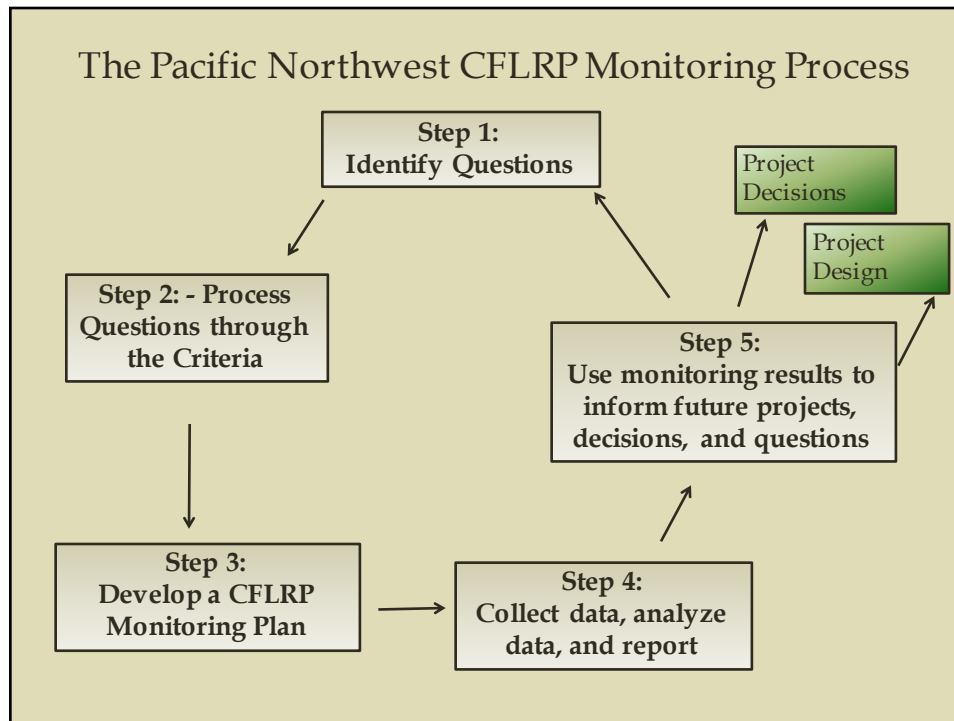 The Pacific Northwest CFLRP Monitoring Process
Step 1:
Identify Questions
Project
Decisions
Project
Design
Step 2: - Process
Questions through
the Criteria
Step 5:
Use monitoring results to
inform future projects,
decisions, and questions
Step 3:
Develop a CFLRP
Monitoring Plan
Step 4:
Collect data, analyze
data, and report